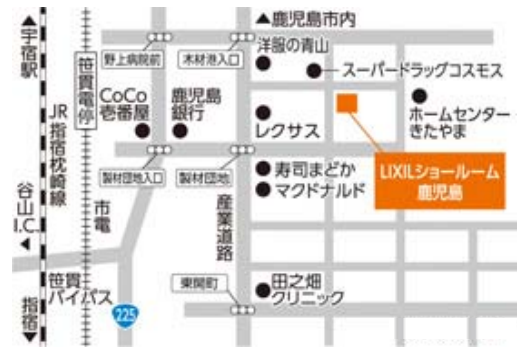 ▲鹿児島市内
▲宇宿駅
笹貫電停
野上病院前
木材港入口
洋服の青山
スーパードラッグコスモス
CoCo
壱番屋
鹿児島
銀行
レクサス
ホームセンター
きたやま
JR指宿枕崎線
LIXILショールーム
鹿児島
製材団地入口
製材団地
寿司まどか
マクドナルド
谷山
I.C.
◀
市電
産業道路
笹貫
バイパス
225
東開町
田之畑
クリニック
指宿▼